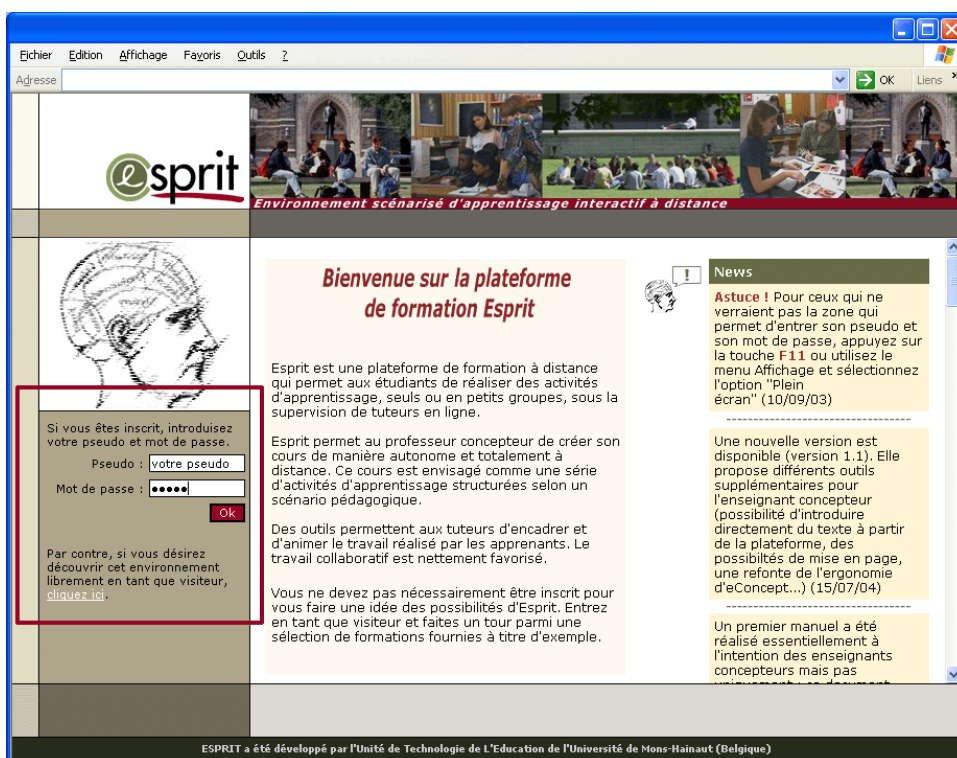 Fichier Edition Affichage Favoris Outils ?
Adresse OK Liens »
esprit
Environnement scénarisé d'apprentissage interactif à distance
Si vous êtes inscrit, introduisez
votre pseudo et mot de passe.
Pseudo : votre pseudo
Mot de passe : •••••
Ok
Par contre, si vous désirez
découvrir cet environnement
librement en tant que visiteur,
cliquez ici.
Bienvenue sur la plateforme
de formation Esprit
Esprit est une plateforme de formation à distance
qui permet aux étudiants de réaliser des activités
d'apprentissage, seuls ou en petits groupes, sous la
supervision de tuteurs en ligne.
Esprit permet au professeur concepteur de créer son
cours de manière autonome et totalement à
distance. Ce cours est envisagé comme une série
d'activités d'apprentissage structurées selon un
scénario pédagogique.
Des outils permettent aux tuteurs d'encadrer et
d'animer le travail réalisé par les apprenants. Le
travail collaboratif est nettement favorisé.
Vous ne devez pas nécessairement être inscrit pour
vous faire une idée des possibilités d'Esprit. Entrez
en tant que visiteur et faites un tour parmi une
sélection de formations fournies à titre d'exemple.
!
News
Astuce ! Pour ceux qui ne
verraient pas la zone qui
permet d'entrer son pseudo et
son mot de passe, appuyez sur
la touche F11 ou utilisez le
menu Affichage et sélectionnez
l'option "Plein
écran" (10/09/03)
Une nouvelle version est
disponible (version 1.1). Elle
propose différents outils
supplémentaires pour
l'enseignant concepteur
(possibilité d'introduire
directement du texte à partir
de la plateforme, des
possibiltés de mise en page,
une refonte de l'ergonomie
d'eConcept...) (15/07/04)
Un premier manuel a été
réalisé essentiellement à
l'intention des enseignants
concepteurs mais pas
ESPRIT a été développé par l'Unité de Technologie de L'Education de l'Université de Mons-Hainaut (Belgique)